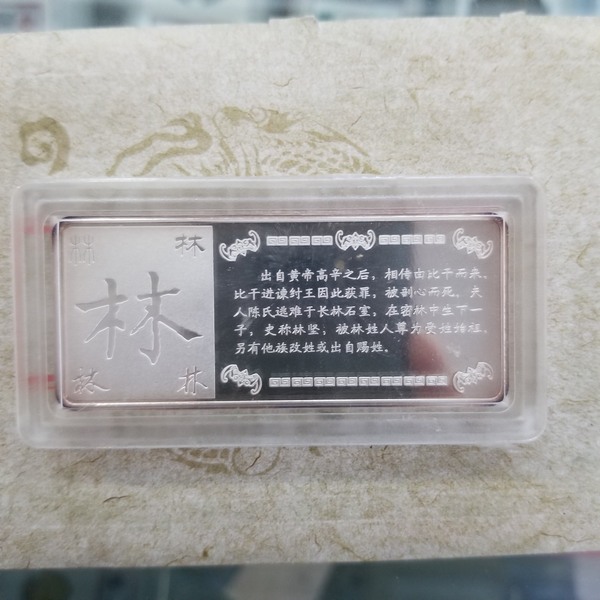 林 林
林
林 林
出自黄帝高辛之后，相传由比干而来。
比干进谏纣王因此获罪，被剖心而死。夫
人陈氏逃难于长林石室，在密林中生下一
子，史称林坚；被林姓人尊为受姓始祖。
另有他族改姓或出自赐姓。